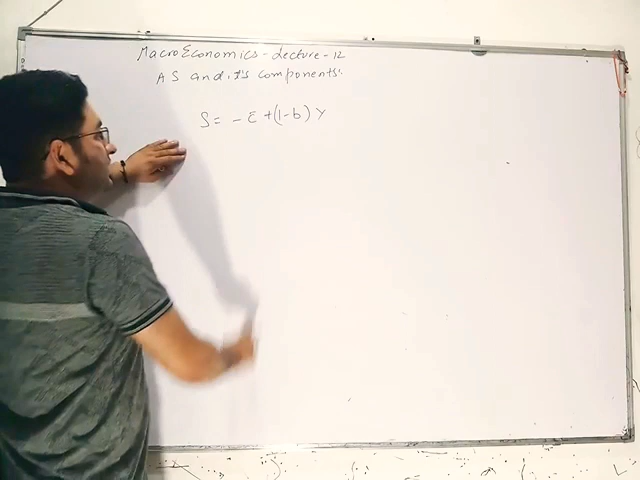 MacroEconomics - Lecture - 12
AS and it's components:
S = - C̄ + (1-b) Y